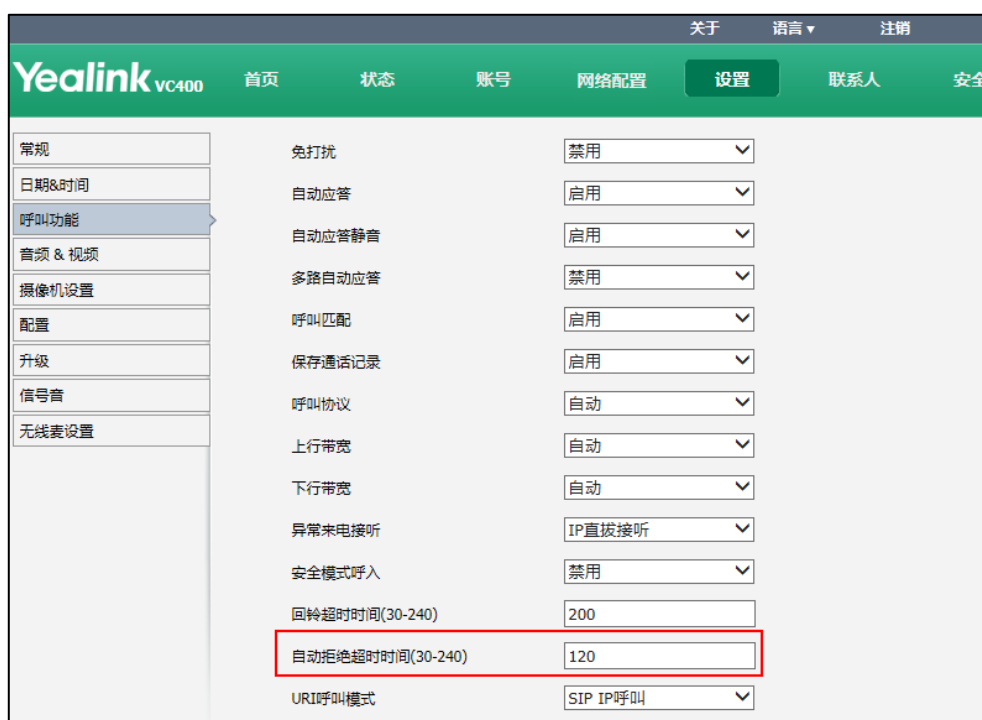 关于 语言▼ 注销
Yealink VC400 首页 状态 账号 网络配置 设置 联系人 安全
常规
日期&时间
呼叫功能
音频 & 视频
摄像机设置
配置
升级
信号音
无线麦设置
免打扰 禁用
自动应答 启用
自动应答静音 启用
多路自动应答 禁用
呼叫匹配 启用
保存通话记录 启用
呼叫协议 自动
上行带宽 自动
下行带宽 自动
异常来电接听 IP直拔接听
安全模式呼入 禁用
回铃超时时间(30-240) 200
自动拒绝超时时间(30-240) 120
URI呼叫模式 SIP IP呼叫